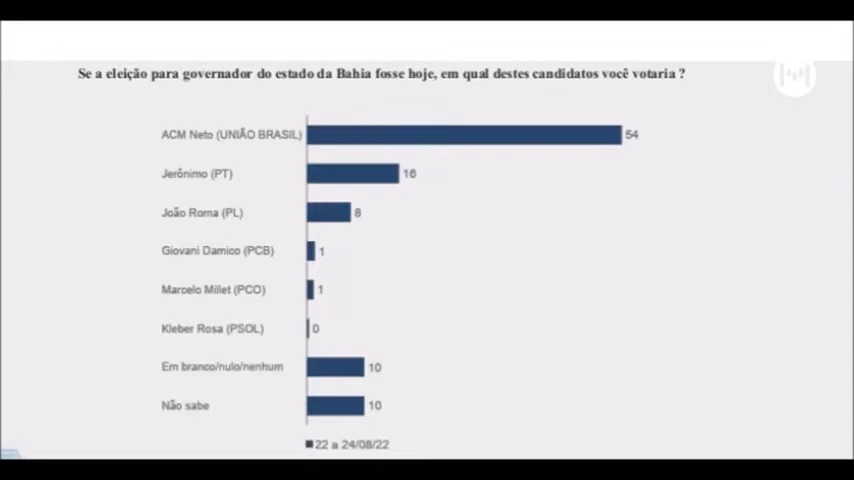 Se a eleição para governador do estado da Bahia fosse hoje, em qual destes candidatos você votaria ?
ACM Neto (UNIÃO BRASIL) 54
Jerônimo (PT) 16
João Roma (PL) 8
Giovani Damico (PCB) 1
Marcelo Millet (PCO) 1
Kleber Rosa (PSOL) 0
Em branco/nulo/nenhum 10
Não sabe 10
22 a 24/08/22